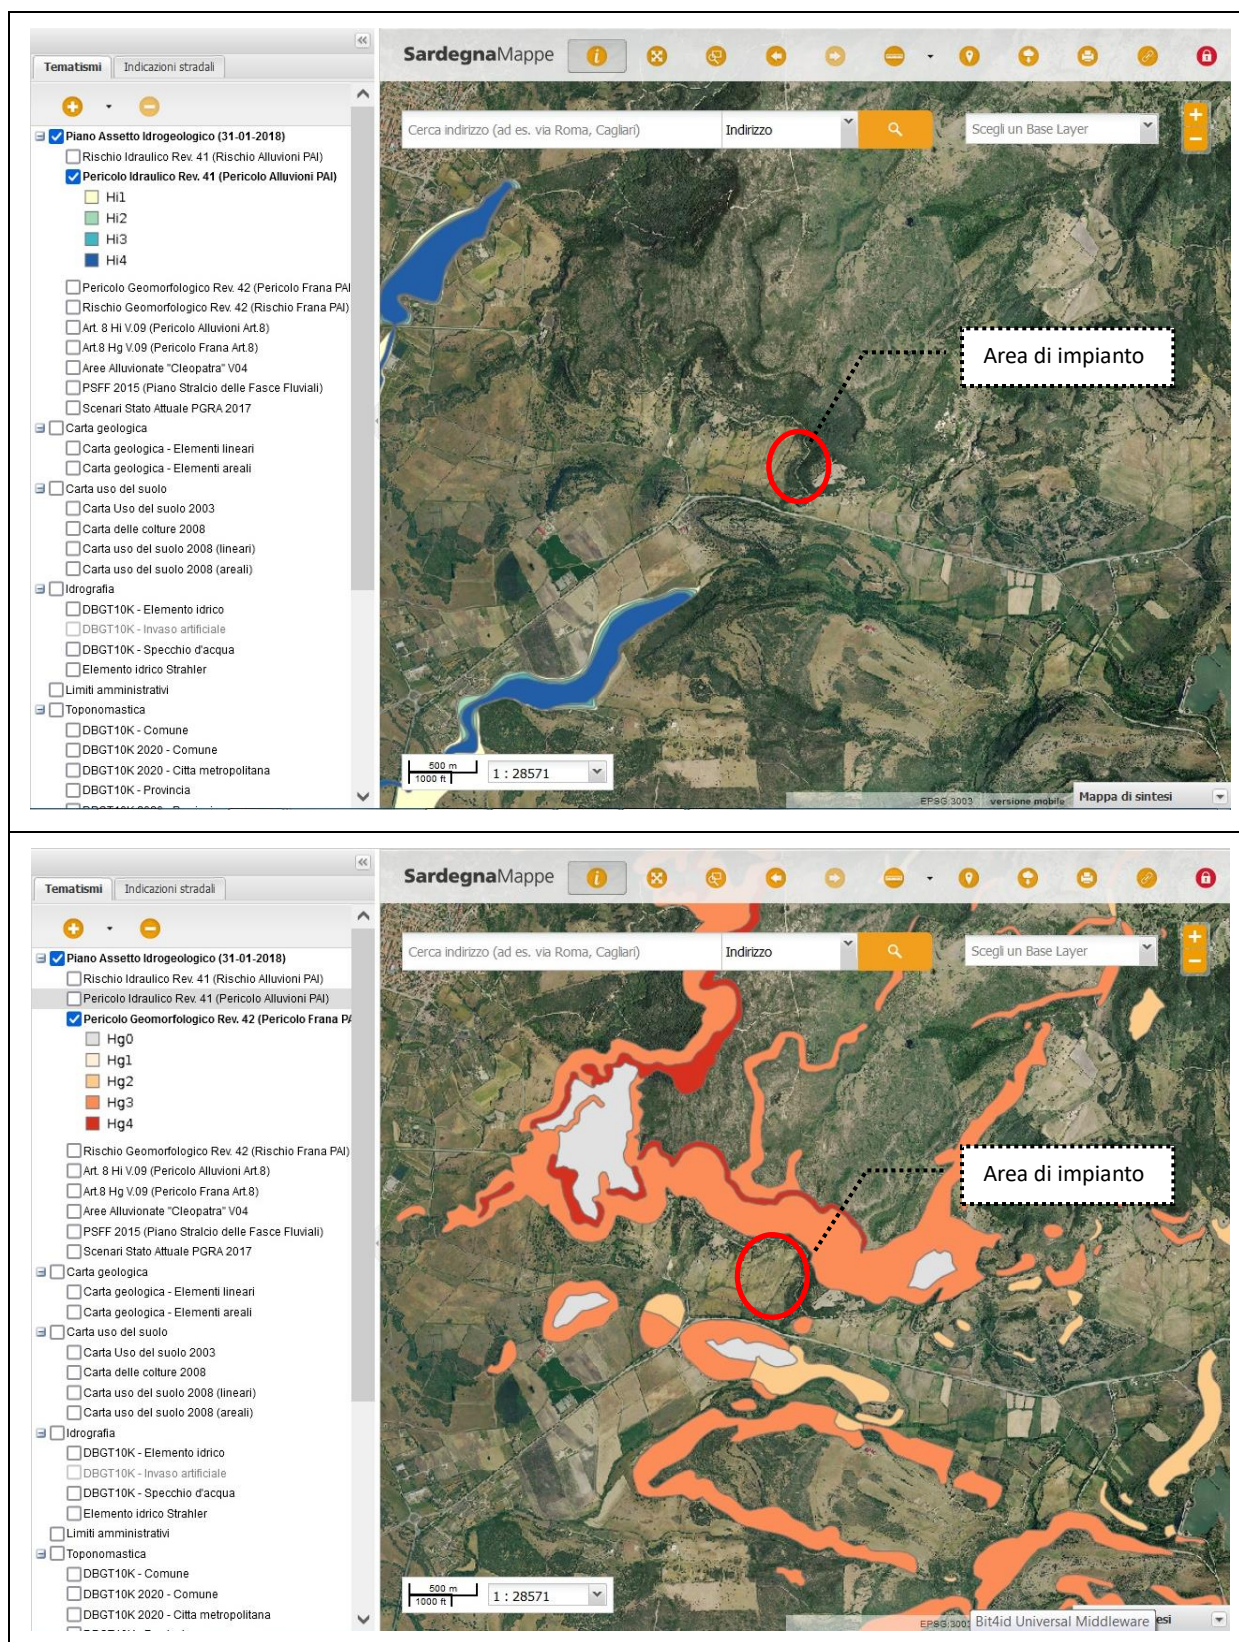 Tematismi
Indicazioni stradali
SardegnaMappe
Cerca indirizzo (ad es. via Roma, Cagliari)
Indirizzo
Scegli un Base Layer
Piano Assetto Idrogeologico (31-01-2018)
Rischio Idraulico Rev. 41 (Rischio Alluvioni PAI)
Pericolo Idraulico Rev. 41 (Pericolo Alluvioni PAI)
Hi1
Hi2
Hi3
Hi4
Pericolo Geomorfologico Rev. 42 (Pericolo Frana PAI
Rischio Geomorfologico Rev. 42 (Rischio Frana PAI)
Art. 8 Hi V.09 (Pericolo Alluvioni Art.8)
Art.8 Hg V.09 (Pericolo Frana Art.8)
Aree Alluvionate "Cleopatra" V04
PSFF 2015 (Piano Stralcio delle Fasce Fluviali)
Scenari Stato Attuale PGRA 2017
Carta geologica
Carta geologica - Elementi lineari
Carta geologica - Elementi areali
Carta uso del suolo
Carta Uso del suolo 2003
Carta delle colture 2008
Carta uso del suolo 2008 (lineari)
Carta uso del suolo 2008 (areali)
Idrografia
DBGT10K - Elemento idrico
DBGT10K - Invaso artificiale
DBGT10K - Specchio d'acqua
Elemento idrico Strahler
Limiti amministrativi
Toponomastica
DBGT10K - Comune
DBGT10K 2020 - Comune
DBGT10K 2020 - Citta metropolitana
DBGT10K - Provincia
Area di impianto
500 m
1000 ft
1 : 28571
EPSG:3003
versione mobile
Mappa di sintesi
Tematismi
Indicazioni stradali
SardegnaMappe
Cerca indirizzo (ad es. via Roma, Cagliari)
Indirizzo
Scegli un Base Layer
Piano Assetto Idrogeologico (31-01-2018)
Rischio Idraulico Rev. 41 (Rischio Alluvioni PAI)
Pericolo Idraulico Rev. 41 (Pericolo Alluvioni PAI)
Pericolo Geomorfologico Rev. 42 (Pericolo Frana PA
Hg0
Hg1
Hg2
Hg3
Hg4
Rischio Geomorfologico Rev. 42 (Rischio Frana PAI)
Art. 8 Hi V.09 (Pericolo Alluvioni Art.8)
Art.8 Hg V.09 (Pericolo Frana Art.8)
Aree Alluvionate "Cleopatra" V04
PSFF 2015 (Piano Stralcio delle Fasce Fluviali)
Scenari Stato Attuale PGRA 2017
Carta geologica
Carta geologica - Elementi lineari
Carta geologica - Elementi areali
Carta uso del suolo
Carta Uso del suolo 2003
Carta delle colture 2008
Carta uso del suolo 2008 (lineari)
Carta uso del suolo 2008 (areali)
Idrografia
DBGT10K - Elemento idrico
DBGT10K - Invaso artificiale
DBGT10K - Specchio d'acqua
Elemento idrico Strahler
Limiti amministrativi
Toponomastica
DBGT10K - Comune
DBGT10K 2020 - Comune
DBGT10K 2020 - Citta metropolitana
Area di impianto
500 m
1000 ft
1 : 28571
Bit4id Universal Middleware
esi